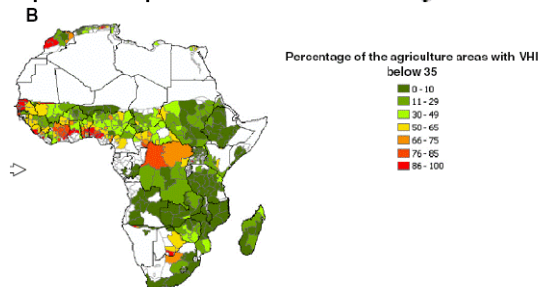 B
Percentage of the agriculture areas with VHI
below 35
0 - 10
11 - 29
30 - 49
50 - 65
66 - 75
76 - 85
86 - 100